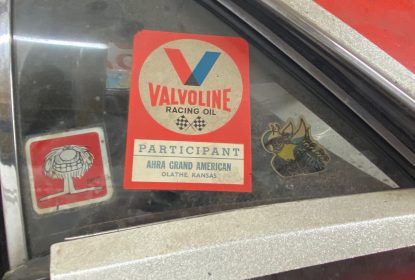 VALVOLINE
RACING OIL
PARTICIPANT
AHRA GRAND AMERICAN
OLATHE, KANSAS